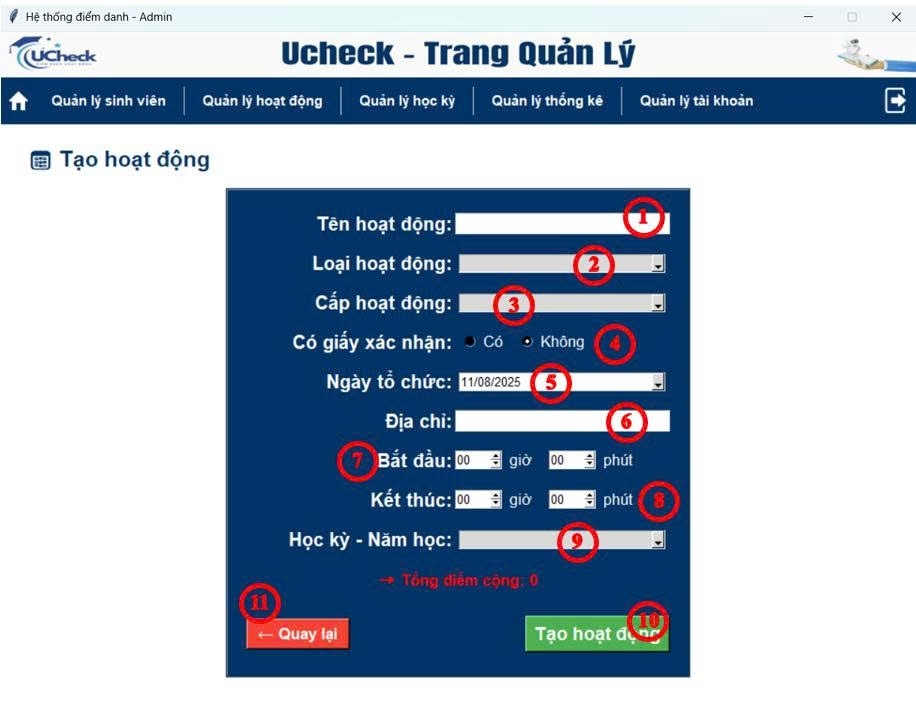 Hệ thống điểm danh - Admin
UCheck
Ucheck - Trang Quản Lý
Quản lý sinh viên Quản lý hoạt động Quản lý học kỳ Quản lý thống kê Quản lý tài khoản
Tạo hoạt động
Tên hoạt động: 1
Loại hoạt động: 2
Cấp hoạt động: 3
Có giấy xác nhận: Có Không 4
Ngày tổ chức: 11/08/2025 5
Địa chỉ: 6
7 Bắt đầu: 00 giờ 00 phút
Kết thúc: 00 giờ 00 phút 8
Học kỳ - Năm học: 9
→ Tổng điểm cộng: 0
11 10
← Quay lại Tạo hoạt động